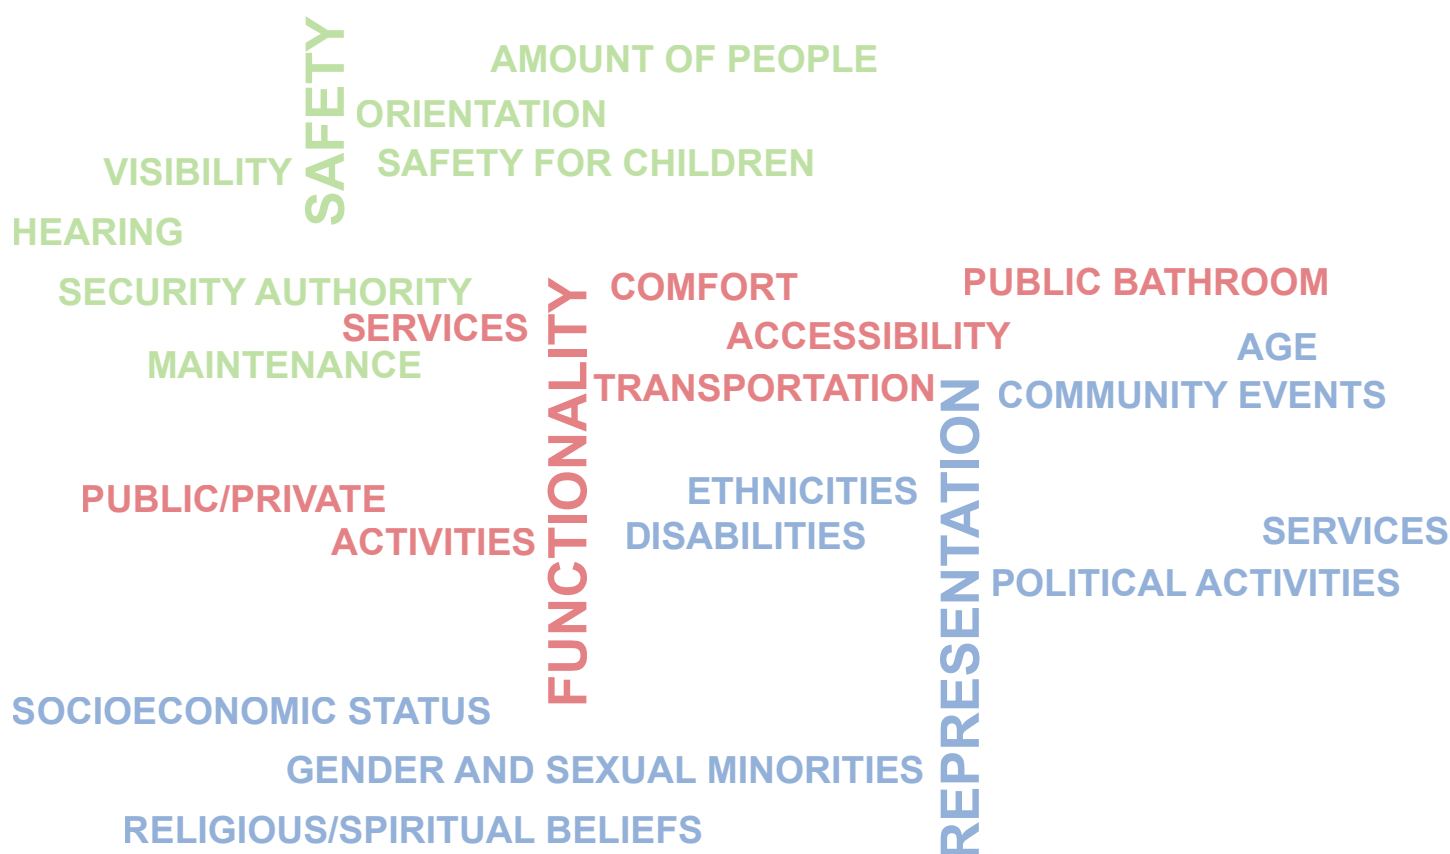 SAFETY
AMOUNT OF PEOPLE
ORIENTATION
SAFETY FOR CHILDREN
VISIBILITY
HEARING
SECURITY AUTHORITY
MAINTENANCE
FUNCTIONALITY
COMFORT
PUBLIC BATHROOM
SERVICES
ACCESSIBILITY
TRANSPORTATION
PUBLIC/PRIVATE
ACTIVITIES
REPRESENTATION
AGE
COMMUNITY EVENTS
ETHNICITIES
DISABILITIES
SERVICES
POLITICAL ACTIVITIES
SOCIOECONOMIC STATUS
GENDER AND SEXUAL MINORITIES
RELIGIOUS/SPIRITUAL BELIEFS